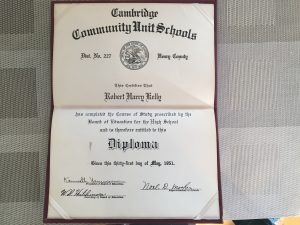 Cambridge
Community Unit Schools
Dist. No. 227 Henry County
This Certifies That
Robert Harry Kelly
has completed the Course of Study prescribed by the
Board of Education for the High School
and is therefore entitled to this
Diploma
Given this thirty-first day of May, 1951.